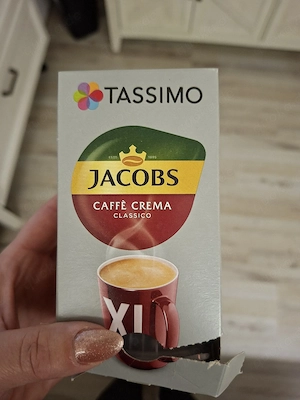 TASSIMO
JACOBS
CAFFÈ CREMA
CLASSICO
XL